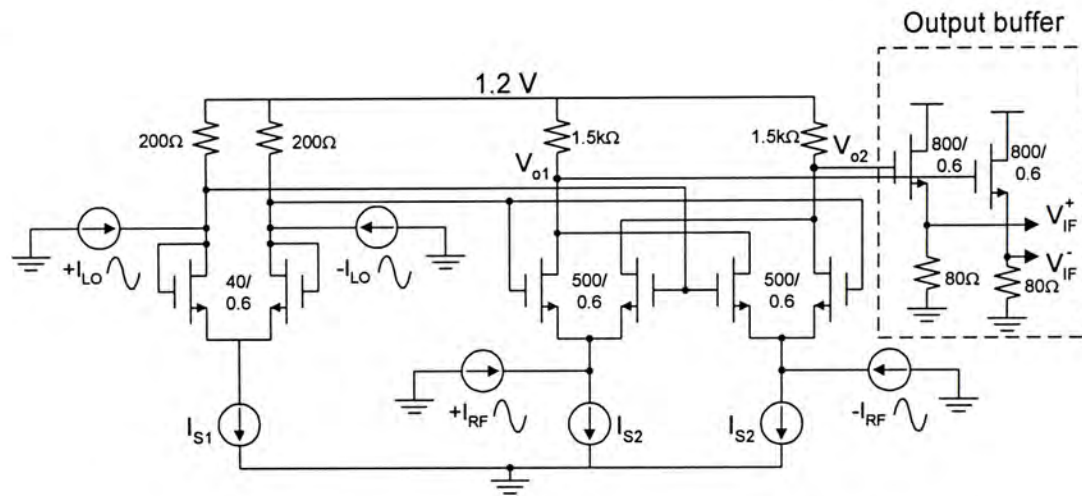 Output buffer
1.2 V
200Ω
200Ω
1.5kΩ
1.5kΩ
V_o1
V_o2
800/
0.6
800/
0.6
+I_LO
-I_LO
40/
0.6
500/
0.6
500/
0.6
V_IF^+
V_IF^-
80Ω
80Ω
+I_RF
-I_RF
I_S1
I_S2
I_S2